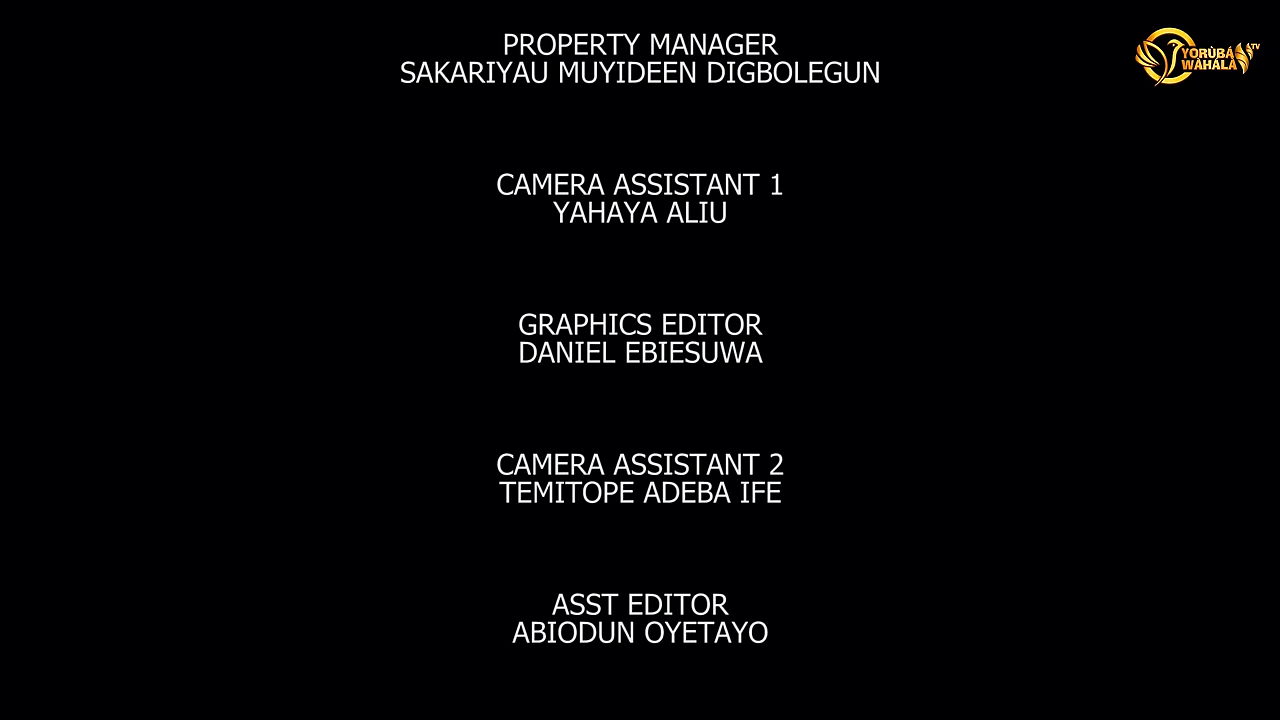 PROPERTY MANAGER
SAKARIYAU MUYIDEEN DIGBOLEGUN
YORÙBÁ TV
WAHALA
CAMERA ASSISTANT 1
YAHAYA ALIU
GRAPHICS EDITOR
DANIEL EBIESUWA
CAMERA ASSISTANT 2
TEMITOPE ADEBA IFE
ASST EDITOR
ABIODUN OYETAYO